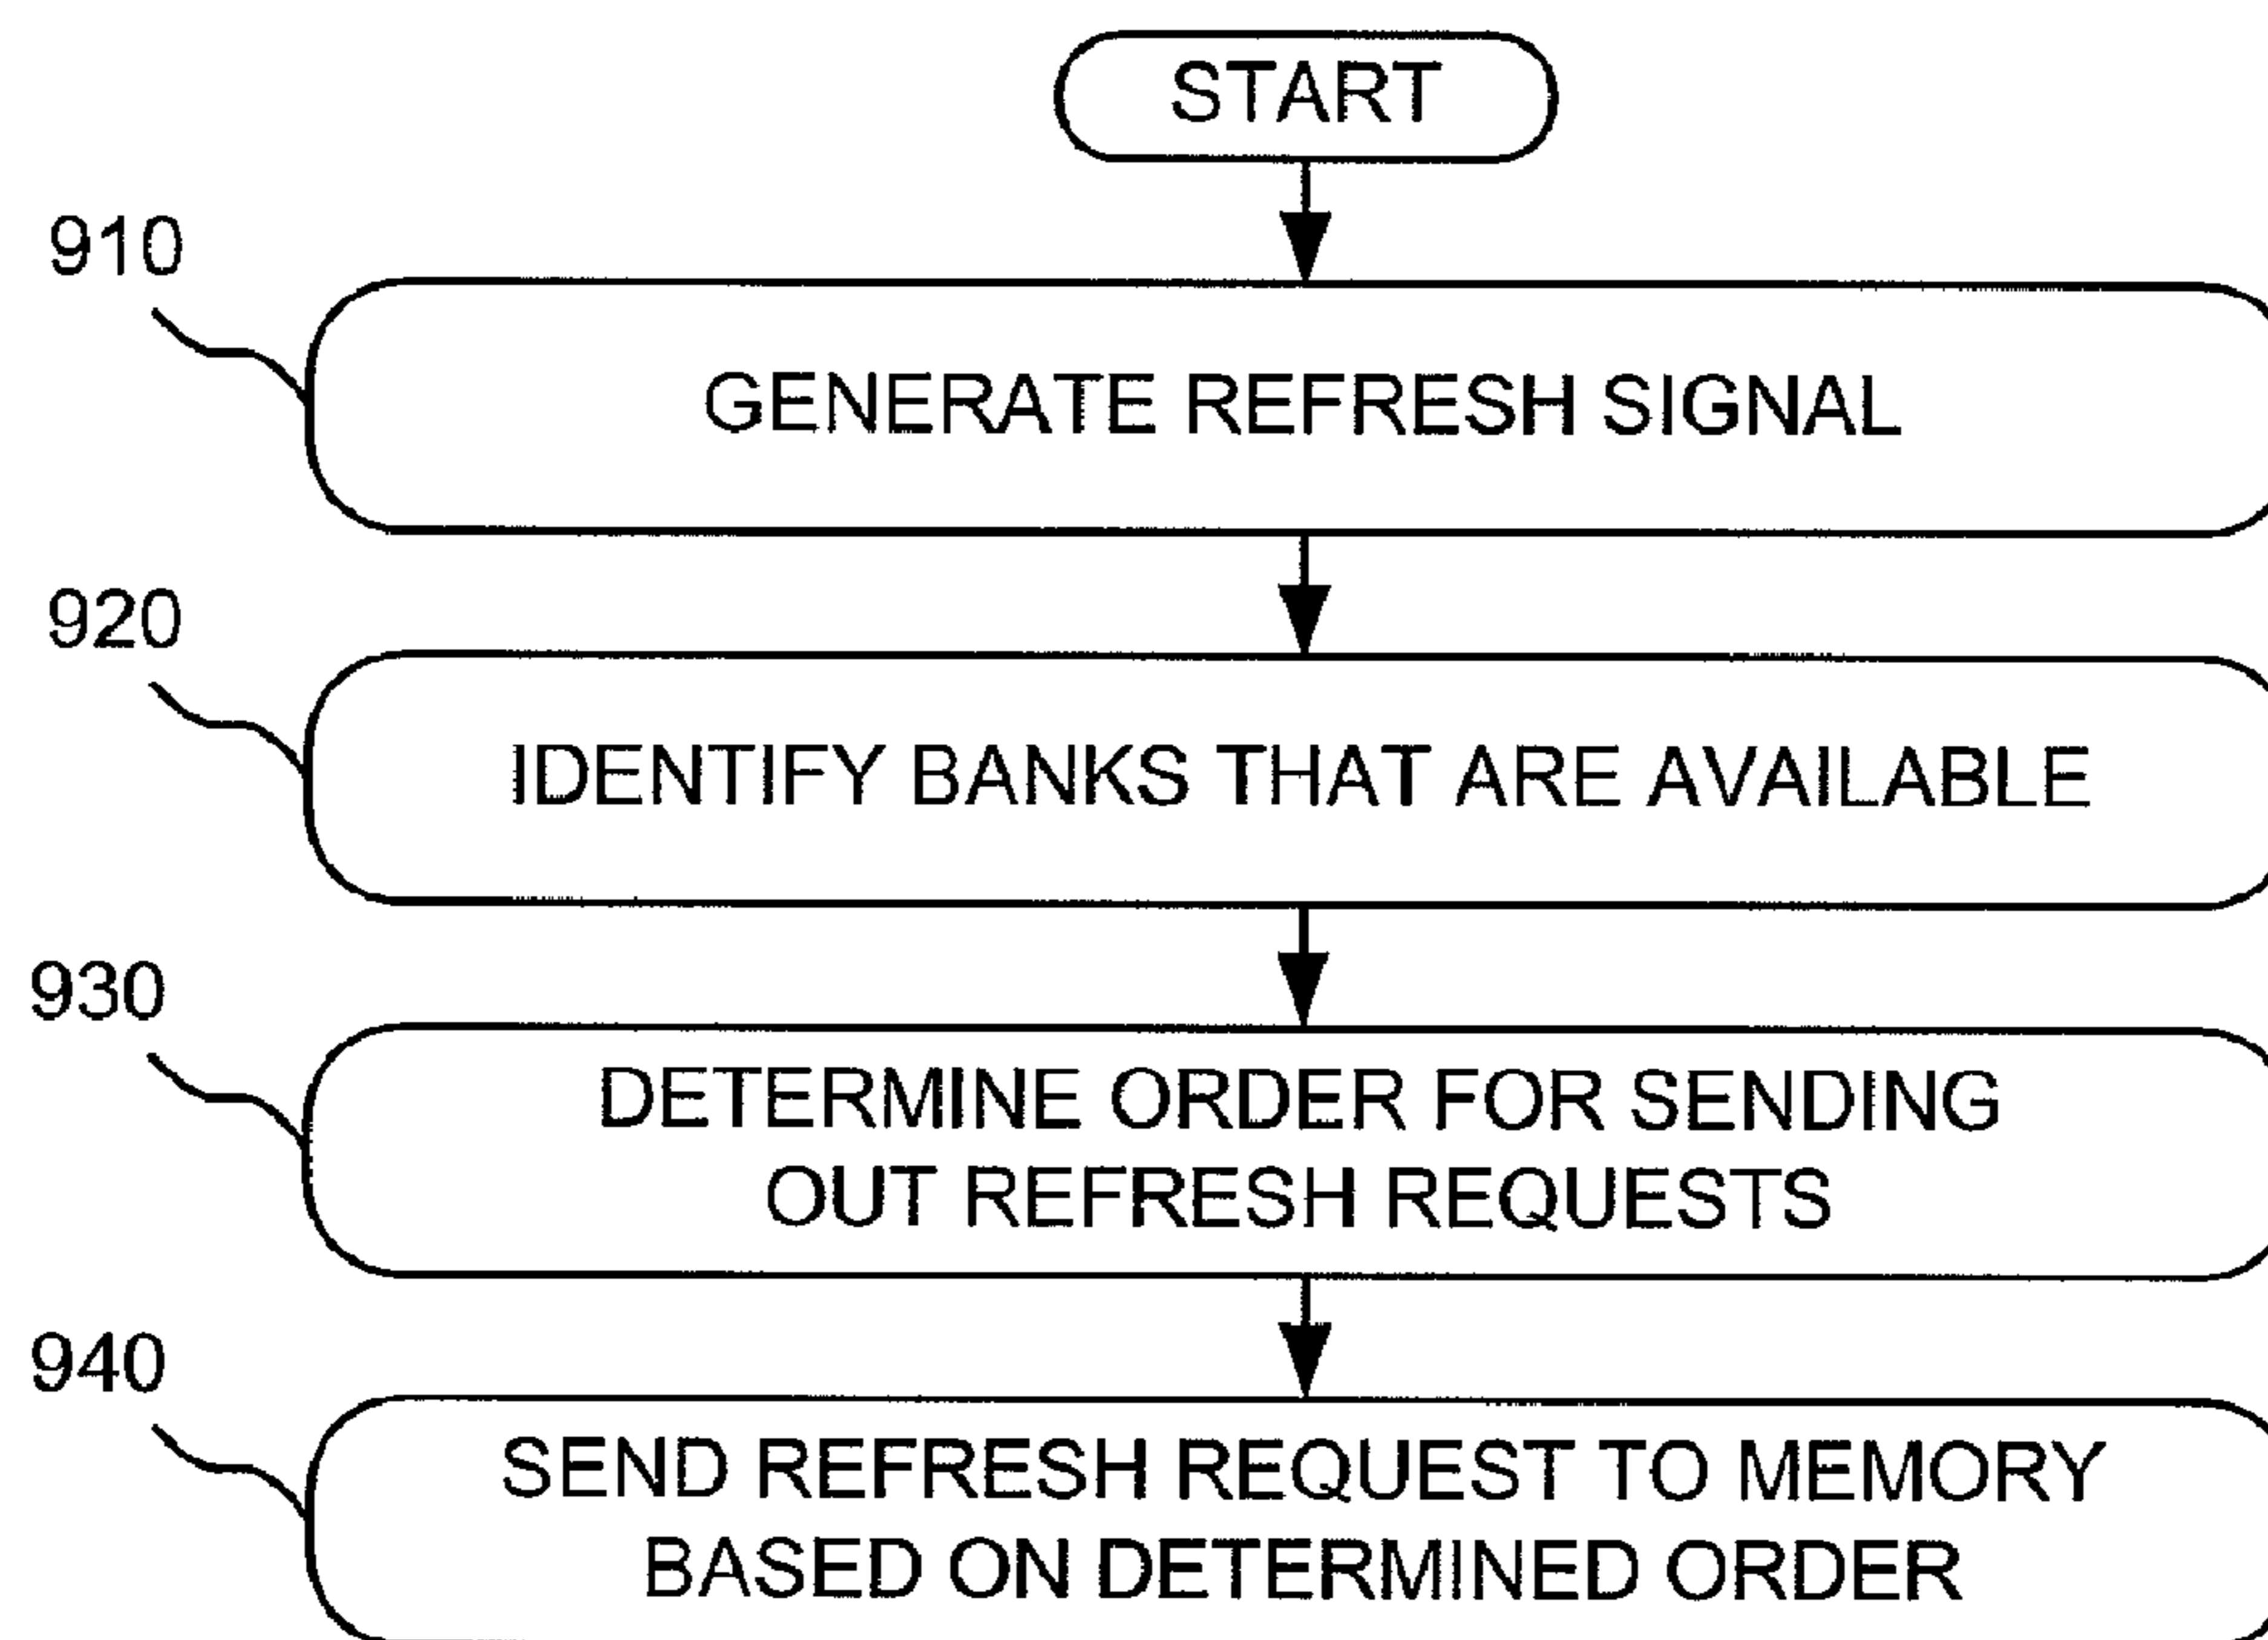 START
910
GENERATE REFRESH SIGNAL
920
IDENTIFY BANKS THAT ARE AVAILABLE
930
DETERMINE ORDER FOR SENDING
OUT REFRESH REQUESTS
940
SEND REFRESH REQUEST TO MEMORY
BASED ON DETERMINED ORDER